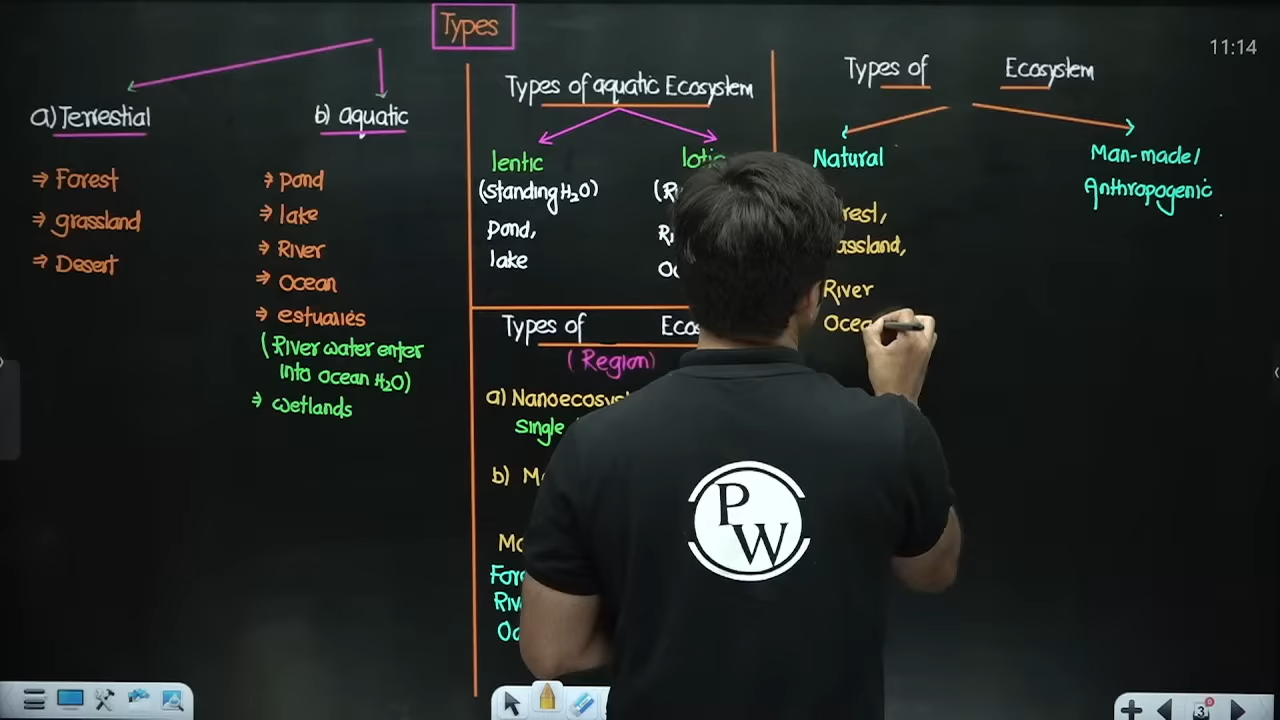 Types
11:14
a) Terrestial
⇒ Forest
⇒ grassland
⇒ Desert
b) aquatic
⇒ pond
⇒ lake
⇒ River
⇒ Ocean
⇒ estuaries
(River water enter
into ocean H₂O)
⇒ wetlands
Types of aquatic Ecosystem
lentic
(standing H₂O)
pond,
lake
Types of
(Region)
a)
single
b)
Types of Ecosystem
Natural
River
Man-made/
Anthropogenic
PW
3